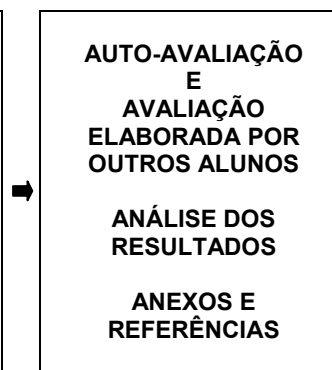 AUTO-AVALIAÇÃO
E
AVALIAÇÃO
ELABORADA POR
OUTROS ALUNOS
ANÁLISE DOS
RESULTADOS
ANEXOS E
REFERÊNCIAS